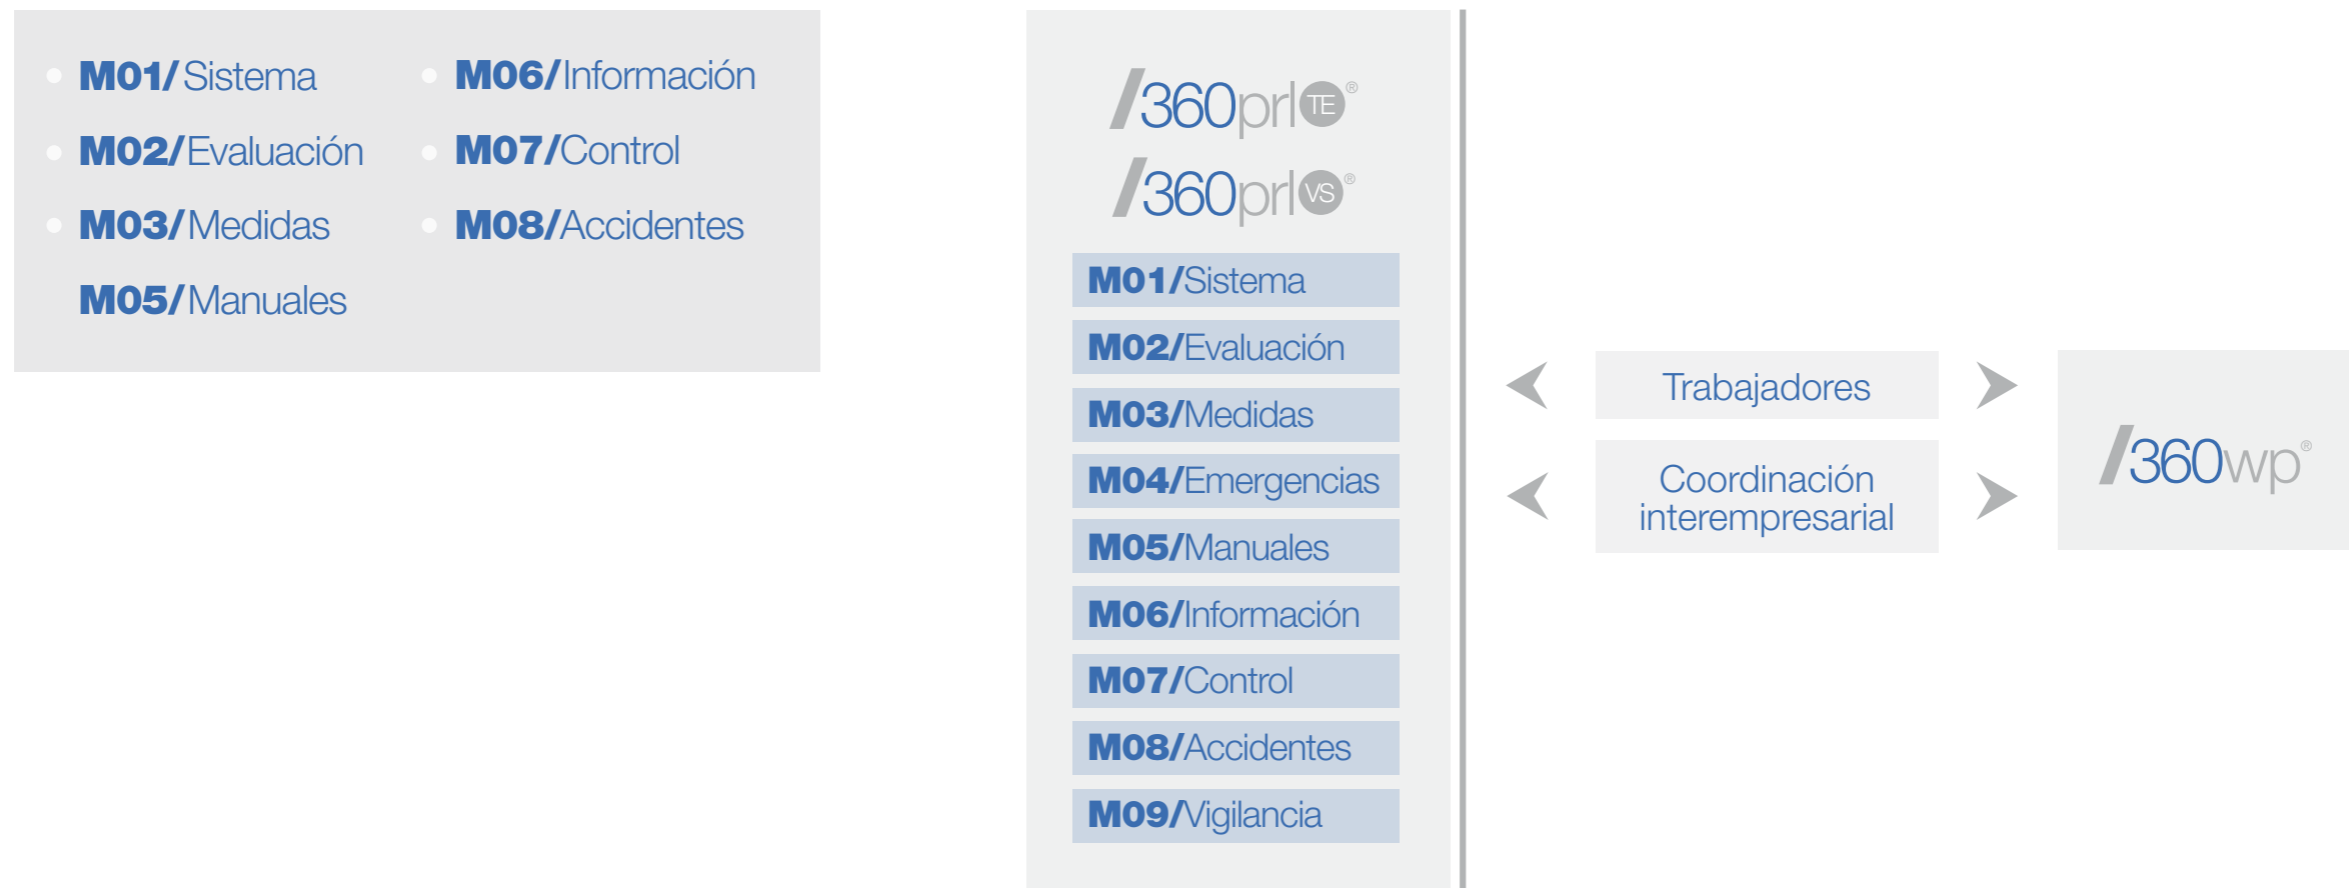 M01/Sistema
M02/Evaluación
M03/Medidas
M05/Manuales
M06/Información
M07/Control
M08/Accidentes
/360prl TE ®
/360prl VS ®
M01/Sistema
M02/Evaluación
M03/Medidas
M04/Emergencias
M05/Manuales
M06/Información
M07/Control
M08/Accidentes
M09/Vigilancia
Trabajadores
Coordinación
interempresarial
/360wp®